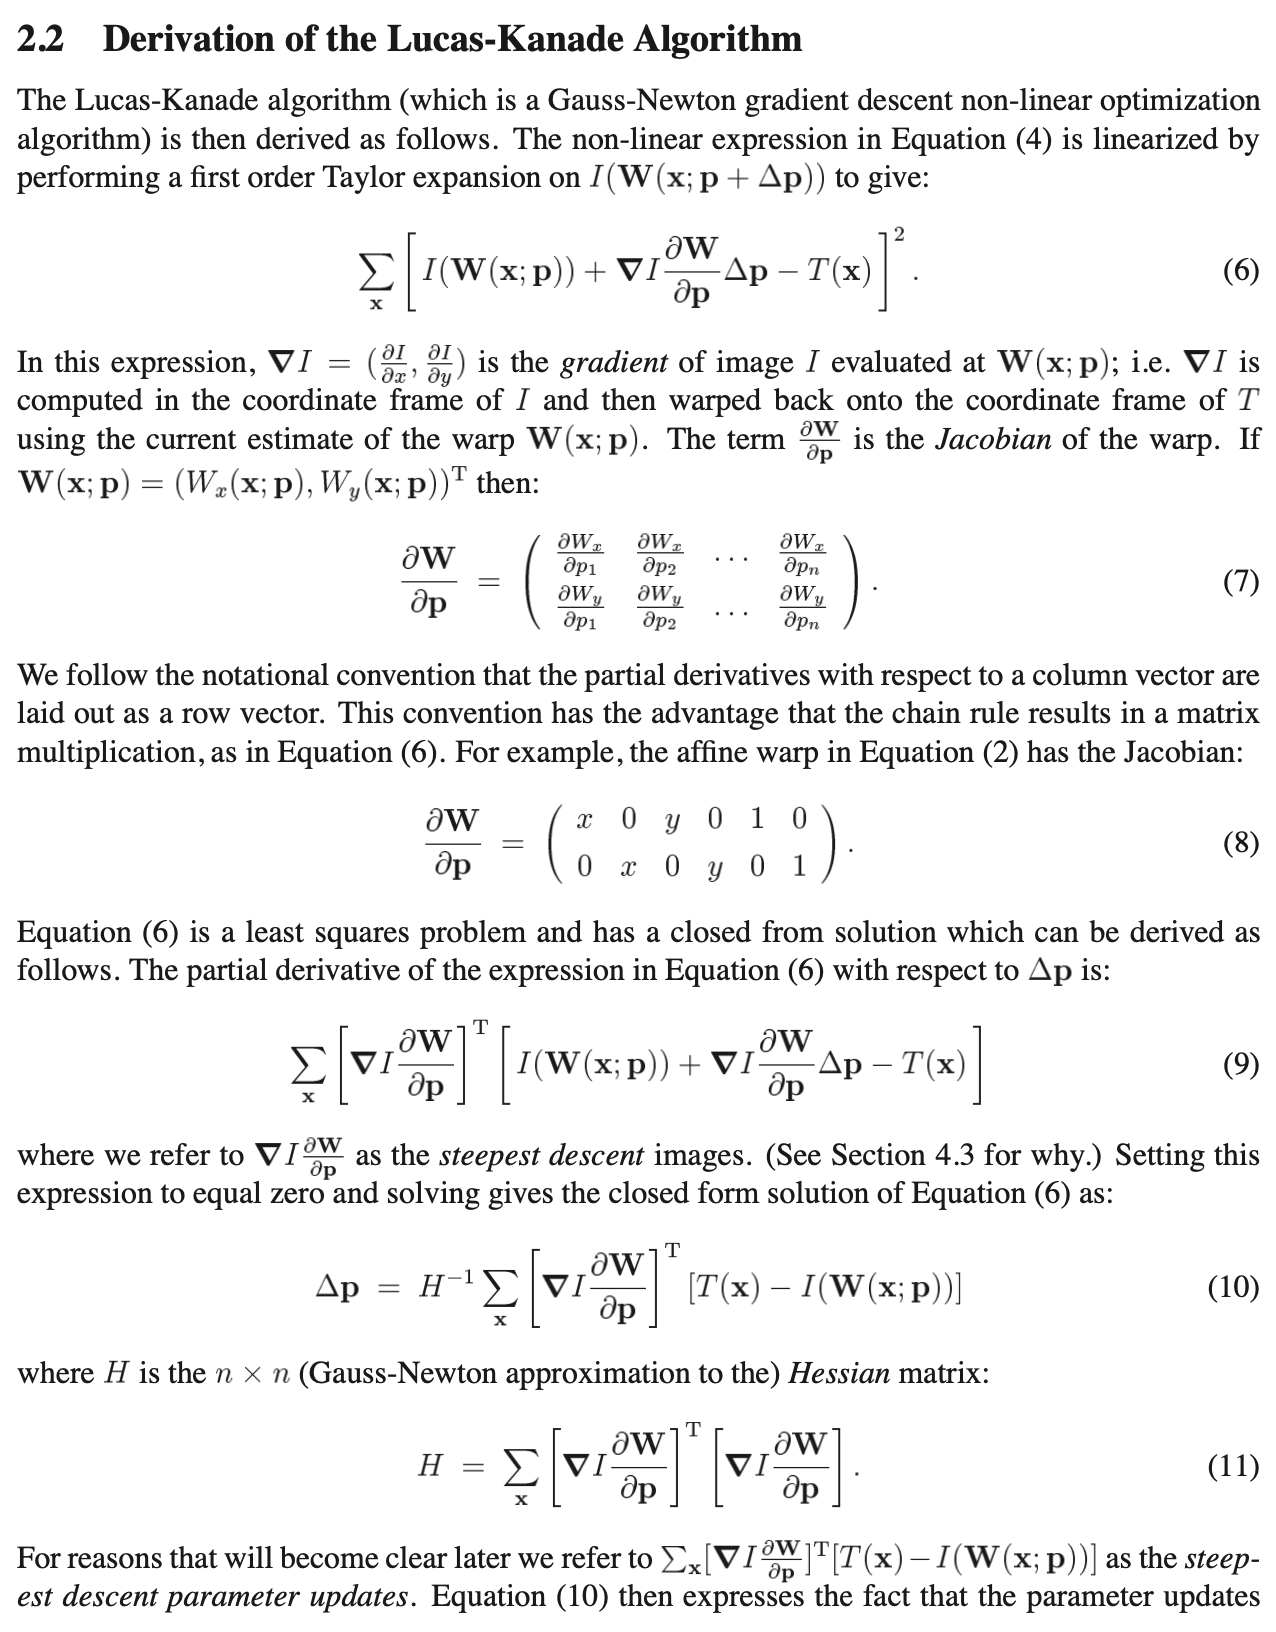 2.2 Derivation of the Lucas-Kanade Algorithm
The Lucas-Kanade algorithm (which is a Gauss-Newton gradient descent non-linear optimization
algorithm) is then derived as follows. The non-linear expression in Equation (4) is linearized by
performing a first order Taylor expansion on $I(\mathbf{W}(\mathbf{x};\mathbf{p}+\Delta\mathbf{p}))$ to give:
$\sum_{\mathbf{x}} \left[ I(\mathbf{W}(\mathbf{x};\mathbf{p})) + \nabla I \frac{\partial \mathbf{W}}{\partial \mathbf{p}} \Delta\mathbf{p} - T(\mathbf{x}) \right]^2 .$ (6)
In this expression, $\nabla I = (\frac{\partial I}{\partial x}, \frac{\partial I}{\partial y})$ is the gradient of image $I$ evaluated at $\mathbf{W}(\mathbf{x};\mathbf{p})$; i.e. $\nabla I$ is
computed in the coordinate frame of $I$ and then warped back onto the coordinate frame of $T$
using the current estimate of the warp $\mathbf{W}(\mathbf{x};\mathbf{p})$. The term $\frac{\partial \mathbf{W}}{\partial \mathbf{p}}$ is the Jacobian of the warp. If
$\mathbf{W}(\mathbf{x};\mathbf{p}) = (W_x(\mathbf{x};\mathbf{p}), W_y(\mathbf{x};\mathbf{p}))^{\mathrm{T}}$ then:
$\frac{\partial \mathbf{W}}{\partial \mathbf{p}} = \begin{pmatrix} \frac{\partial W_x}{\partial p_1} & \frac{\partial W_x}{\partial p_2} & \cdots & \frac{\partial W_x}{\partial p_n} \\ \frac{\partial W_y}{\partial p_1} & \frac{\partial W_y}{\partial p_2} & \cdots & \frac{\partial W_y}{\partial p_n} \end{pmatrix} .$ (7)
We follow the notational convention that the partial derivatives with respect to a column vector are
laid out as a row vector. This convention has the advantage that the chain rule results in a matrix
multiplication, as in Equation (6). For example, the affine warp in Equation (2) has the Jacobian:
$\frac{\partial \mathbf{W}}{\partial \mathbf{p}} = \begin{pmatrix} x & 0 & y & 0 & 1 & 0 \\ 0 & x & 0 & y & 0 & 1 \end{pmatrix} .$ (8)
Equation (6) is a least squares problem and has a closed from solution which can be derived as
follows. The partial derivative of the expression in Equation (6) with respect to $\Delta\mathbf{p}$ is:
$\sum_{\mathbf{x}} \left[ \nabla I \frac{\partial \mathbf{W}}{\partial \mathbf{p}} \right]^{\mathrm{T}} \left[ I(\mathbf{W}(\mathbf{x};\mathbf{p})) + \nabla I \frac{\partial \mathbf{W}}{\partial \mathbf{p}} \Delta\mathbf{p} - T(\mathbf{x}) \right]$ (9)
where we refer to $\nabla I \frac{\partial \mathbf{W}}{\partial \mathbf{p}}$ as the steepest descent images. (See Section 4.3 for why.) Setting this
expression to equal zero and solving gives the closed form solution of Equation (6) as:
$\Delta\mathbf{p} = H^{-1} \sum_{\mathbf{x}} \left[ \nabla I \frac{\partial \mathbf{W}}{\partial \mathbf{p}} \right]^{\mathrm{T}} [T(\mathbf{x}) - I(\mathbf{W}(\mathbf{x};\mathbf{p}))]$ (10)
where $H$ is the $n \times n$ (Gauss-Newton approximation to the) Hessian matrix:
$H = \sum_{\mathbf{x}} \left[ \nabla I \frac{\partial \mathbf{W}}{\partial \mathbf{p}} \right]^{\mathrm{T}} \left[ \nabla I \frac{\partial \mathbf{W}}{\partial \mathbf{p}} \right] .$ (11)
For reasons that will become clear later we refer to $\sum_{\mathbf{x}} [\nabla I \frac{\partial \mathbf{W}}{\partial \mathbf{p}}]^{\mathrm{T}} [T(\mathbf{x}) - I(\mathbf{W}(\mathbf{x};\mathbf{p}))]$ as the steep-
est descent parameter updates. Equation (10) then expresses the fact that the parameter updates